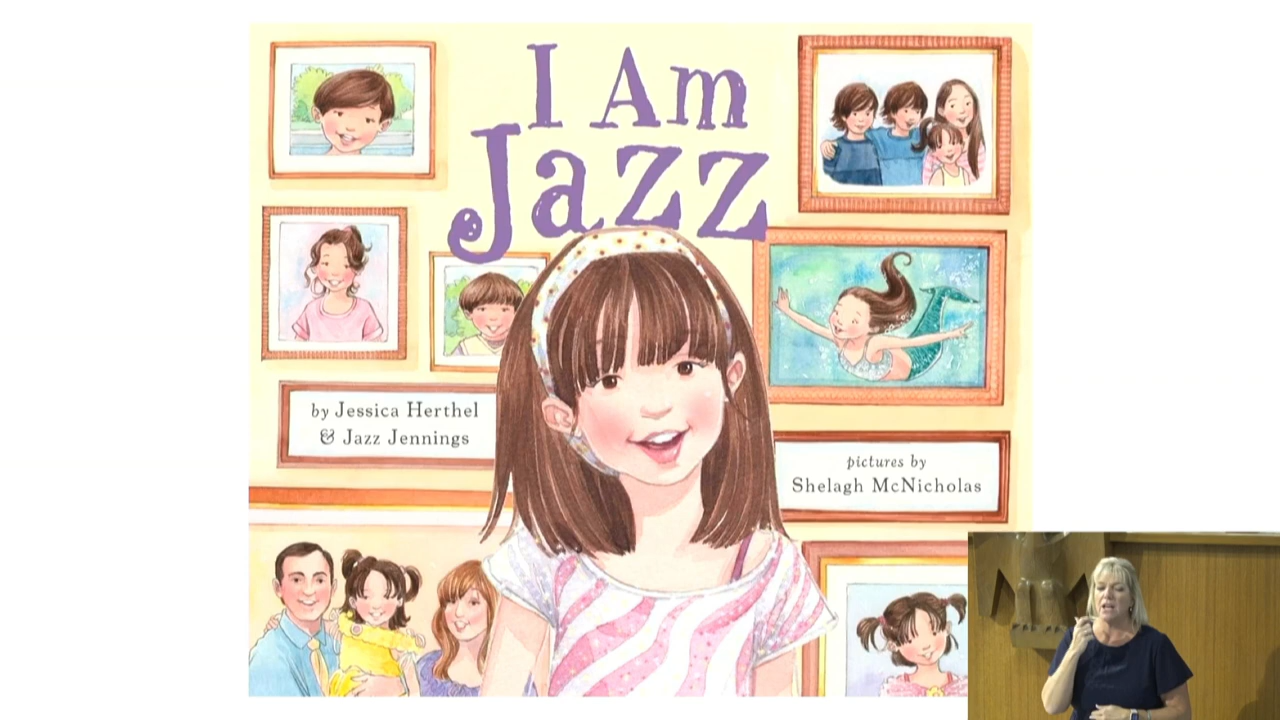 I Am
Jazz
by Jessica Herthel
& Jazz Jennings
pictures by
Shelagh McNicholas